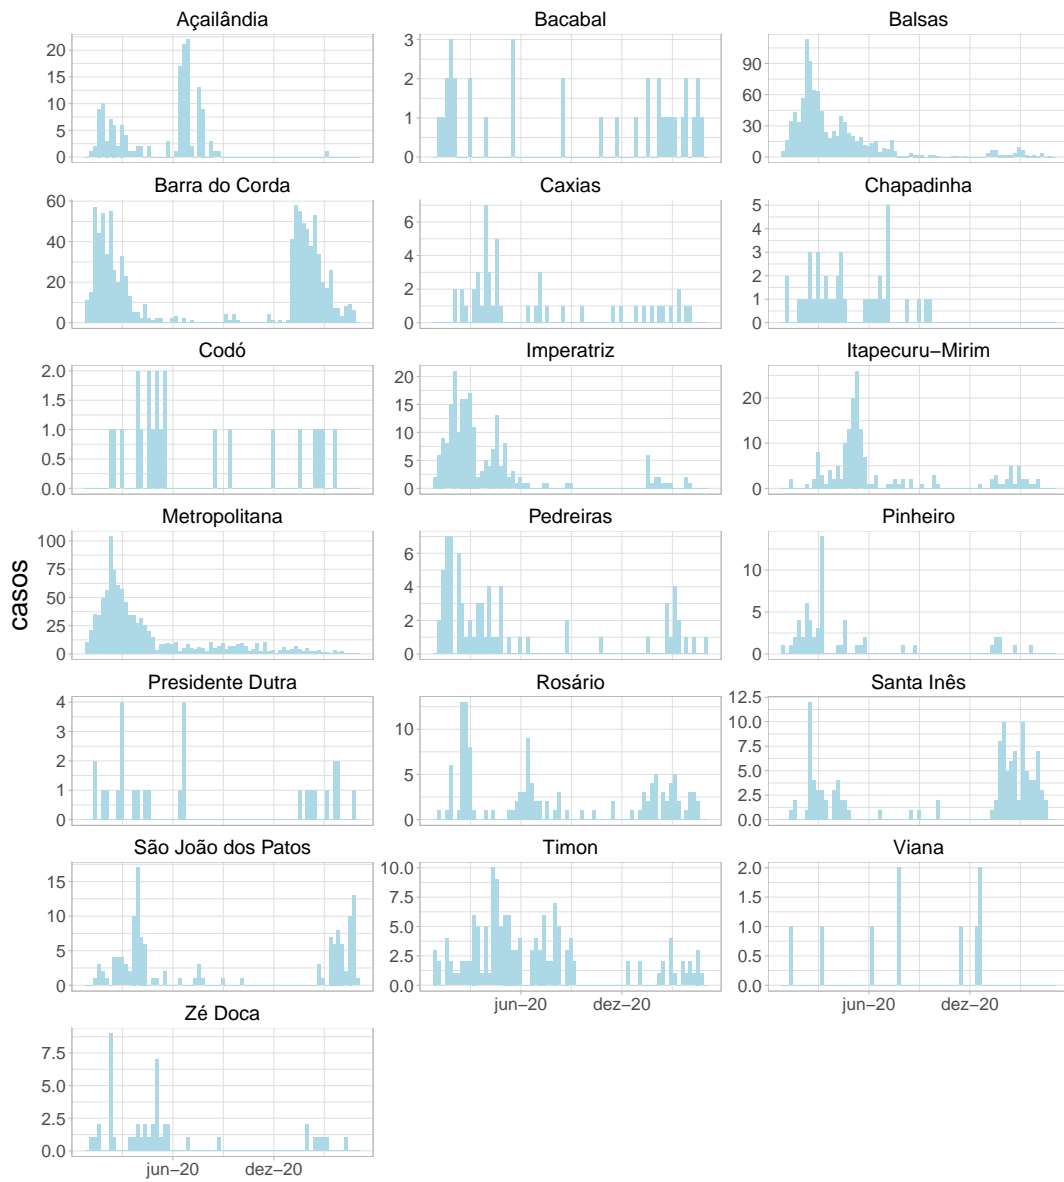 Açailândia Bacabal Balsas
20 15 10 5 0
3 2 1 0
90 60 30 0
Barra do Corda Caxias Chapadinha
60 40 20 0
6 4 2 0
5 4 3 2 1 0
Codó Imperatriz Itapecuru−Mirim
2.0 1.5 1.0 0.5 0.0
20 15 10 5 0
20 10 0
Metropolitana Pedreiras Pinheiro
100 75 50 25 0
6 4 2 0
10 5 0
casos
Presidente Dutra Rosário Santa Inês
4 3 2 1 0
10 5 0
12.5 10.0 7.5 5.0 2.5 0.0
São João dos Patos Timon Viana
15 10 5 0
10.0 7.5 5.0 2.5 0.0
2.0 1.5 1.0 0.5 0.0
jun−20 dez−20 jun−20 dez−20
Zé Doca
7.5 5.0 2.5 0.0
jun−20 dez−20